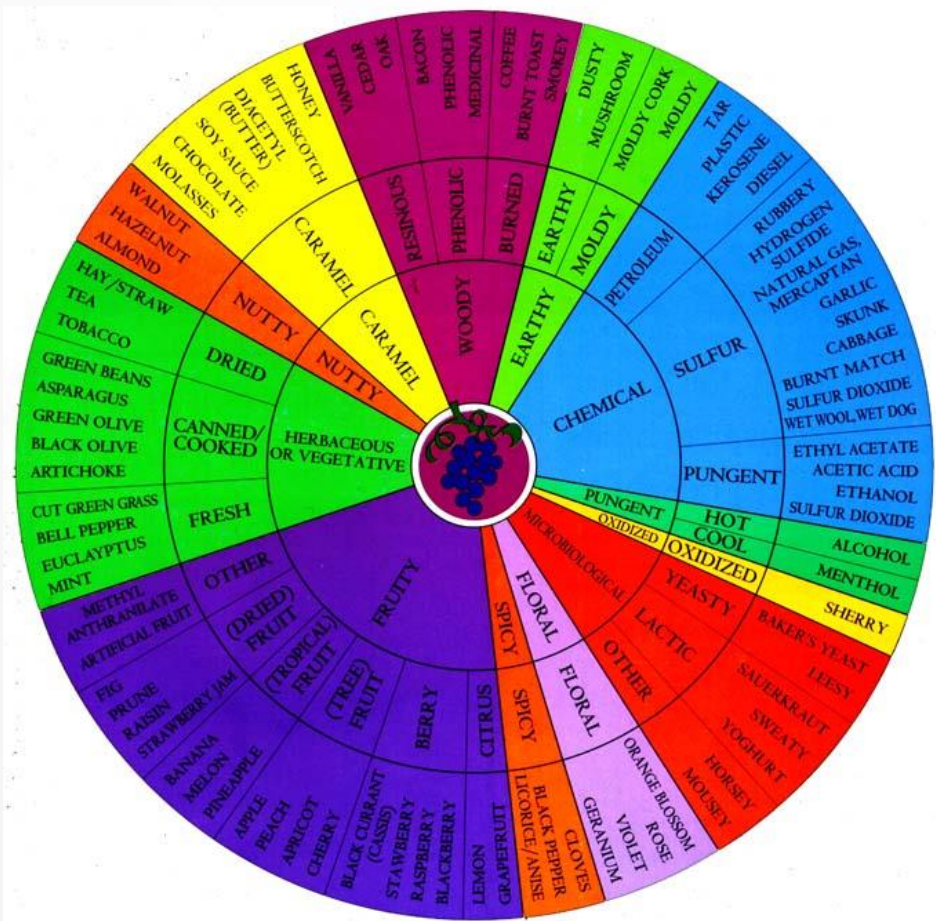 WOODY
RESINOUS
VANILLA
CEDAR
OAK
PHENOLIC
BACON
PHENOLIC
MEDICINAL
BURNED
COFFEE
BURNT TOAST
SMOKEY
EARTHY
EARTHY
DUSTY
MUSHROOM
MOLDY
MOLDY CORK
MOLDY
CHEMICAL
PETROLEUM
TAR
PLASTIC
KEROSENE
DIESEL
SULFUR
RUBBERY
HYDROGEN
SULFIDE
NATURAL GAS,
MERCAPTAN
GARLIC
SKUNK
CABBAGE
BURNT MATCH
SULFUR DIOXIDE
WET WOOL, WET DOG
PUNGENT
ETHYL ACETATE
ACETIC ACID
ETHANOL
SULFUR DIOXIDE
PUNGENT
HOT
ALCOHOL
COOL
MENTHOL
OXIDIZED
OXIDIZED
SHERRY
MICROBIOLOGICAL
YEASTY
BAKER'S YEAST
LEESY
LACTIC
SAUERKRAUT
SWEATY
YOGHURT
OTHER
HORSEY
MOUSEY
FLORAL
FLORAL
ORANGE BLOSSOM
ROSE
VIOLET
GERANIUM
SPICY
SPICY
CLOVES
BLACK PEPPER
LICORICE/ANISE
FRUITY
CITRUS
LEMON
GRAPEFRUIT
BERRY
BLACK CURRANT
(CASSIS)
STAWBERRY
RASPBERRY
BLACKBERRY
(TREE)
FRUIT
APPLE
PEACH
APRICOT
CHERRY
(TROPICAL)
FRUIT
BANANA
MELON
PINEAPPLE
(DRIED)
FRUIT
FIG
PRUNE
RAISIN
STRAWBERRY JAM
OTHER
METHYL
ANTHRANILATE
ARTIFICIAL FRUIT
HERBACEOUS
OR VEGETATIVE
FRESH
CUT GREEN GRASS
BELL PEPPER
EUCLAYPTUS
MINT
CANNED/
COOKED
GREEN BEANS
ASPARAGUS
GREEN OLIVE
BLACK OLIVE
ARTICHOKE
DRIED
HAY/STRAW
TEA
TOBACCO
NUTTY
NUTTY
WALNUT
HAZELNUT
ALMOND
CARAMEL
CARAMEL
HONEY
BUTTERSCOTCH
DIACETYL
(BUTTER)
SOY SAUCE
CHOCOLATE
MOLASSES